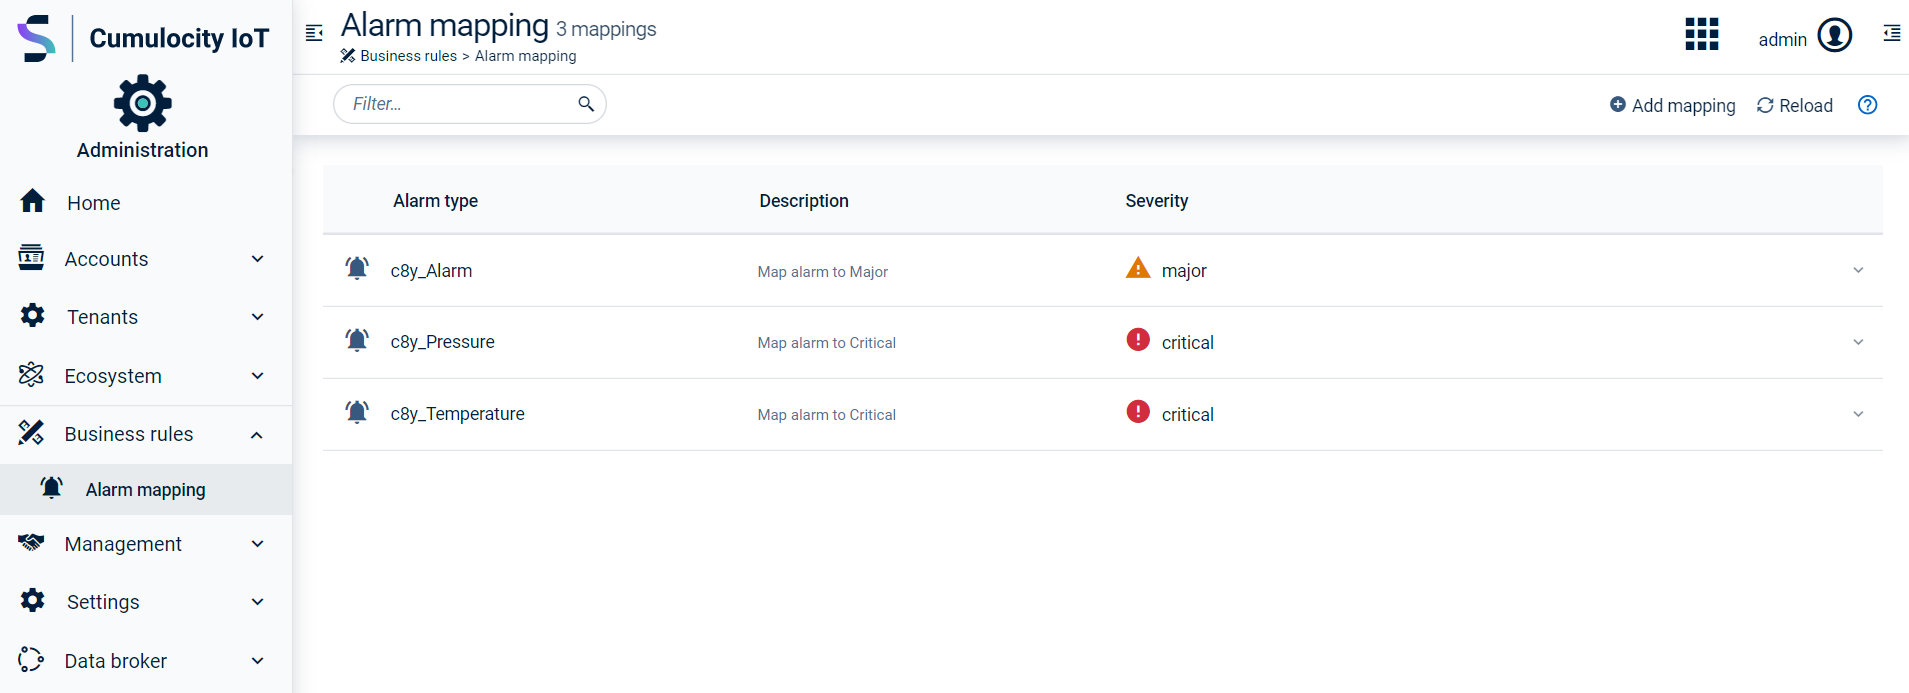 Cumulocity IoT
Administration
Home
Accounts
Tenants
Ecosystem
Business rules
Alarm mapping
Management
Settings
Data broker
Alarm mapping 3 mappings
Business rules > Alarm mapping
admin
Filter...
Add mapping
Reload
Alarm type Description Severity
c8y_Alarm Map alarm to Major major
c8y_Pressure Map alarm to Critical critical
c8y_Temperature Map alarm to Critical critical